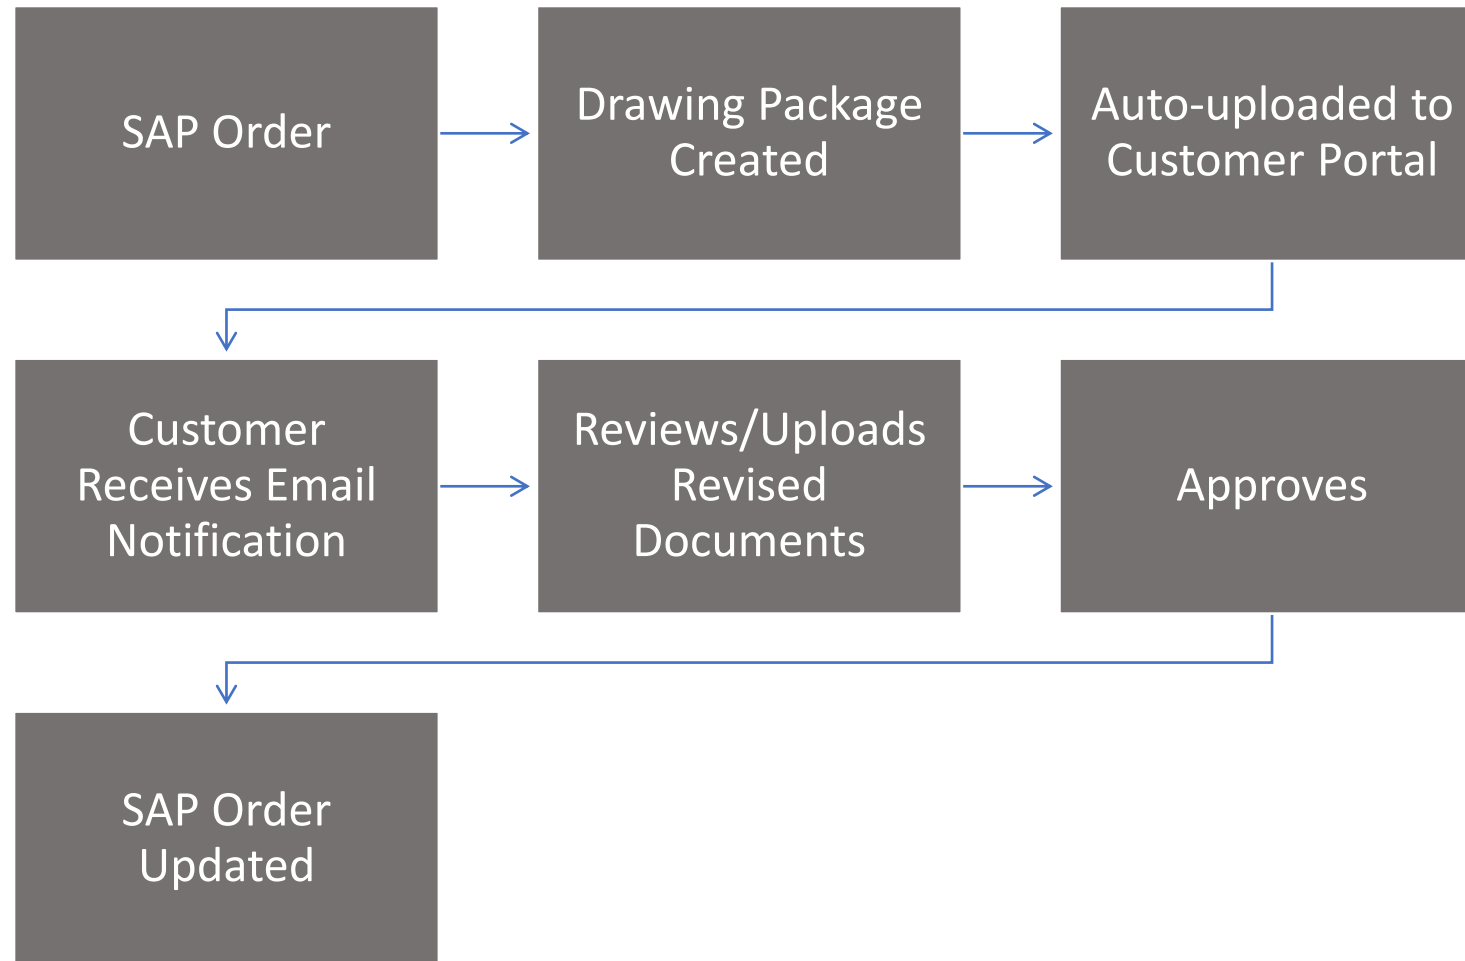 SAP Order
Drawing Package
Created
Auto-uploaded to
Customer Portal
Customer
Receives Email
Notification
Reviews/Uploads
Revised
Documents
Approves
SAP Order
Updated